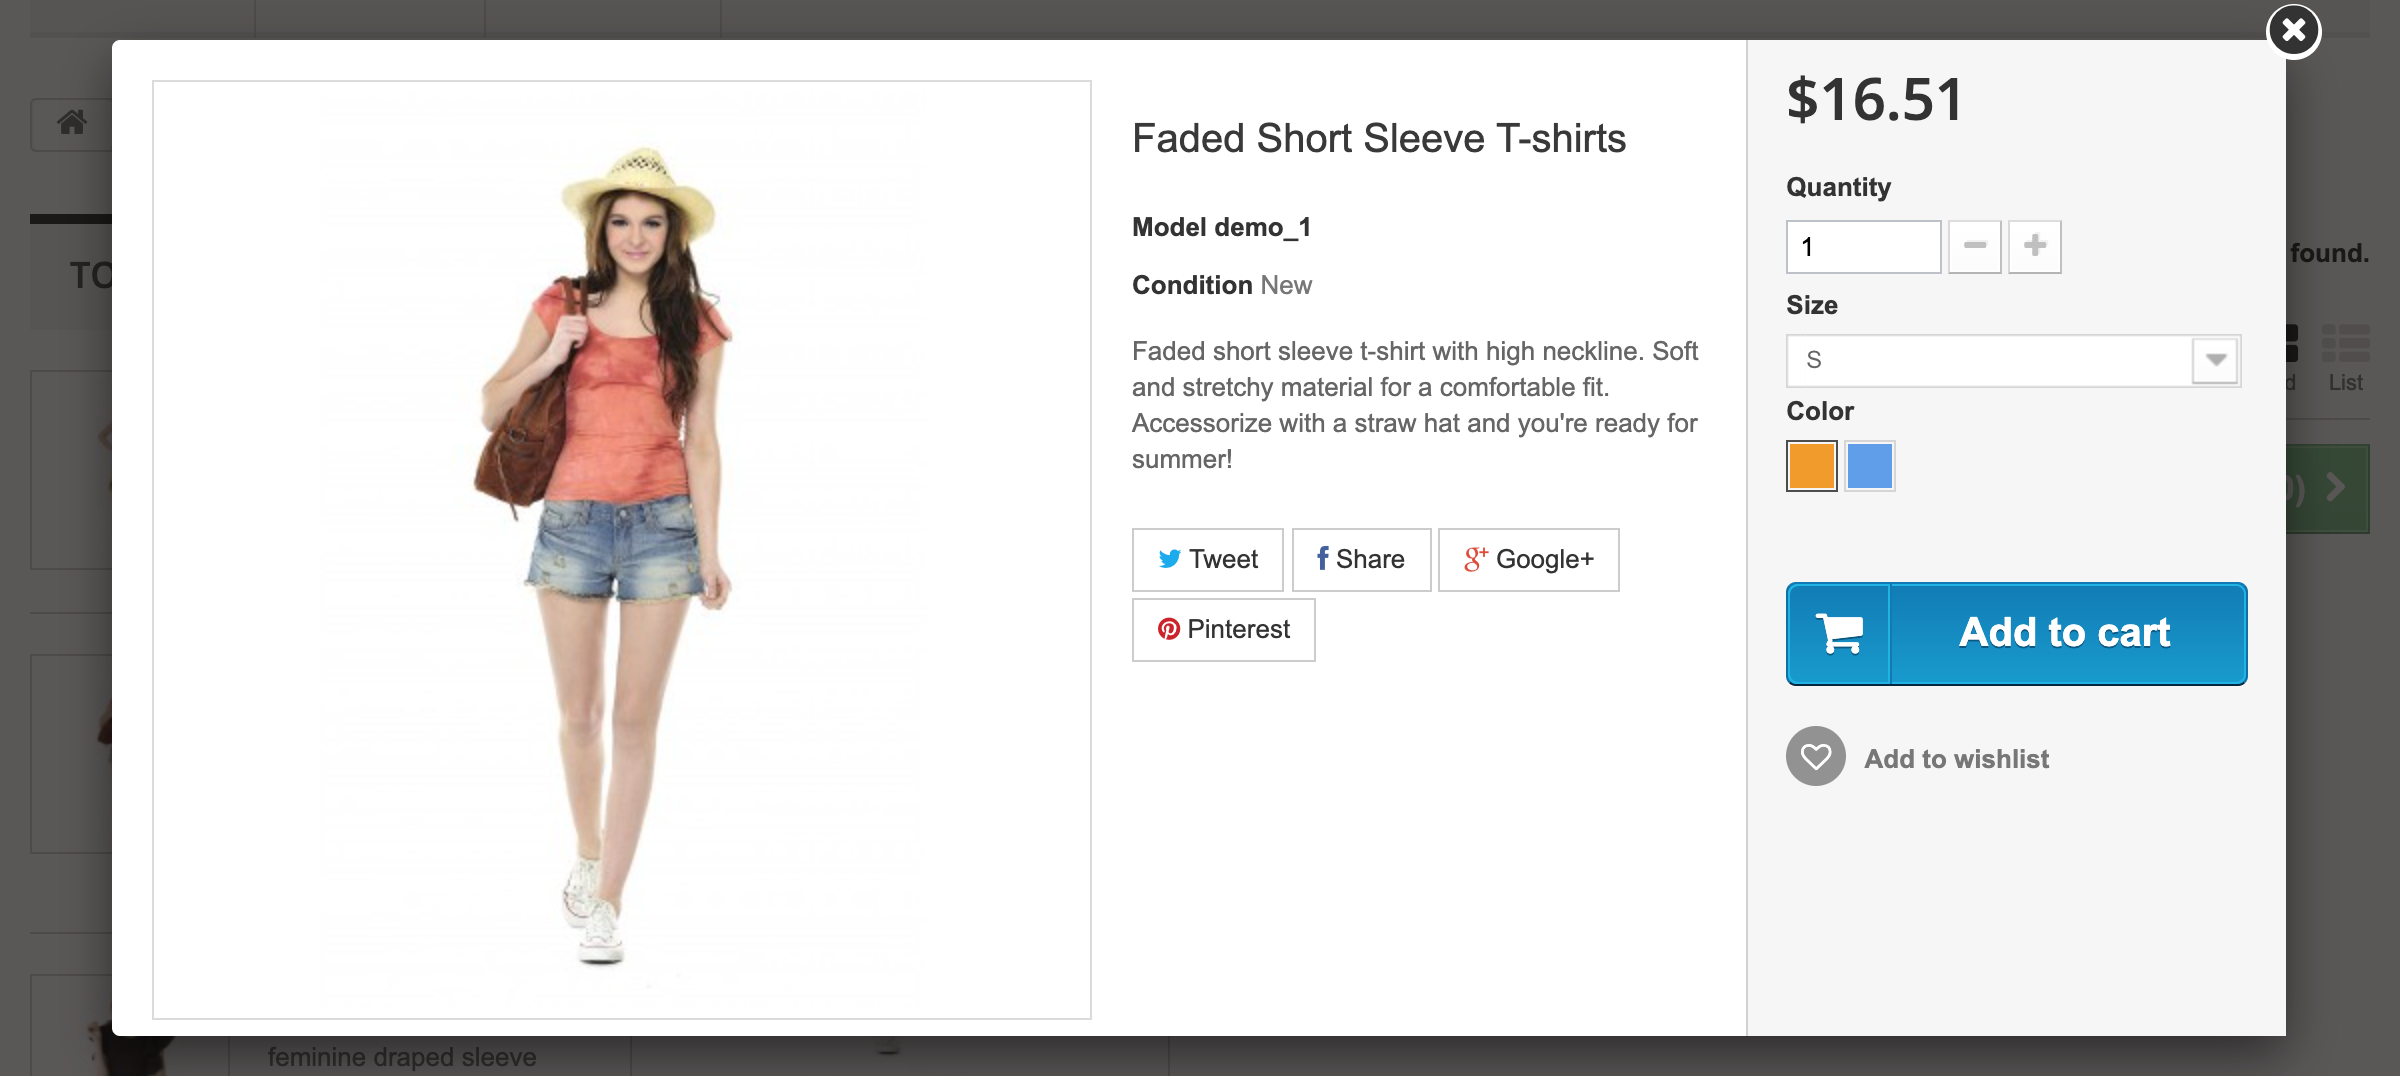 $16.51
Faded Short Sleeve T-shirts
Quantity
Model demo_1
1
found.
TO
Condition New
Size
Faded short sleeve t-shirt with high neckline. Soft
and stretchy material for a comfortable fit.
Accessorize with a straw hat and you're ready for
summer!
S
d List
Color
)
Tweet
f Share
g+ Google+
Pinterest
Add to cart
Add to wishlist
feminine draped sleeve